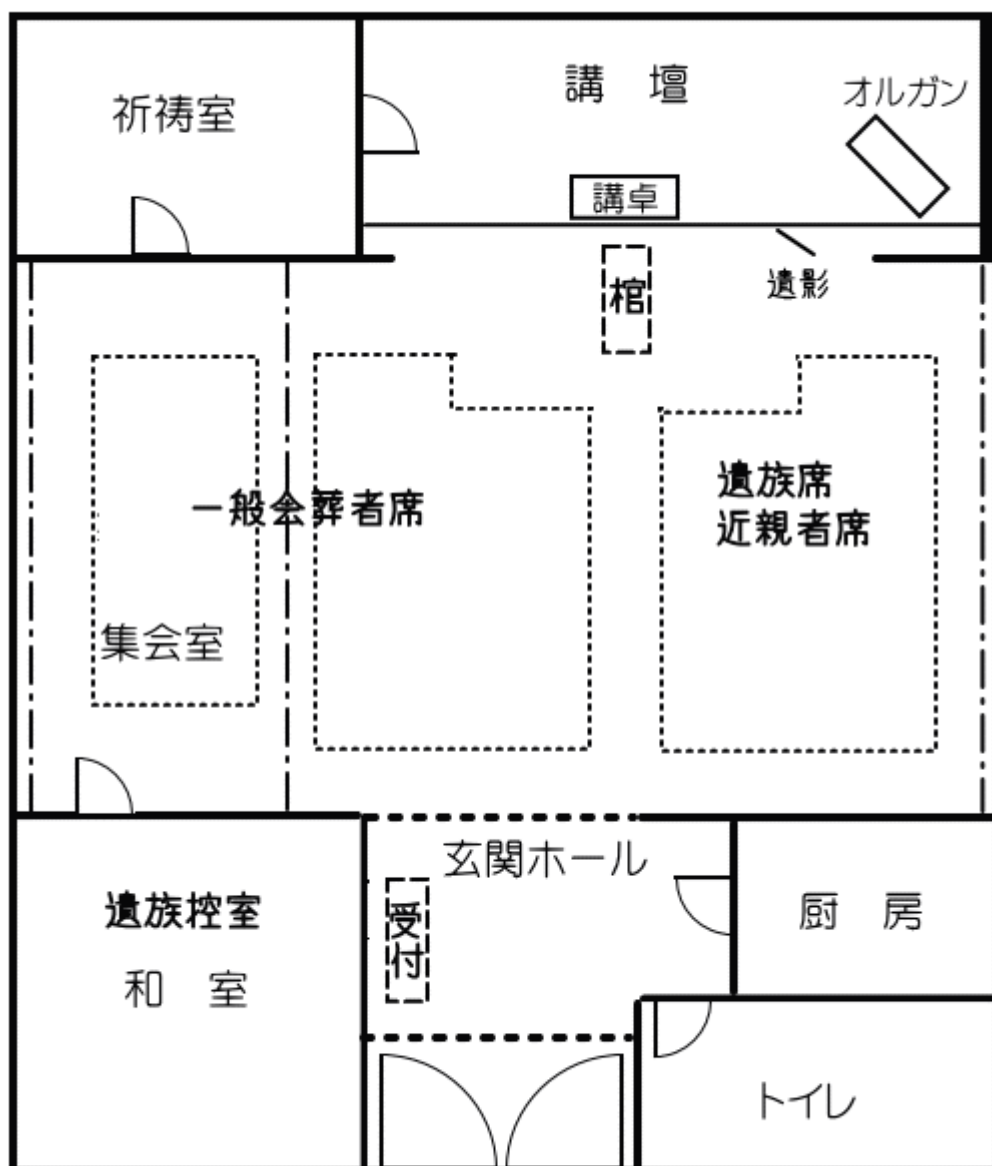 祈祷室
講　壇
オルガン
講卓
棺
遺影
一般会葬者席
遺族席
近親者席
集会室
玄関ホール
受付
遺族控室
和　室
厨　房
トイレ